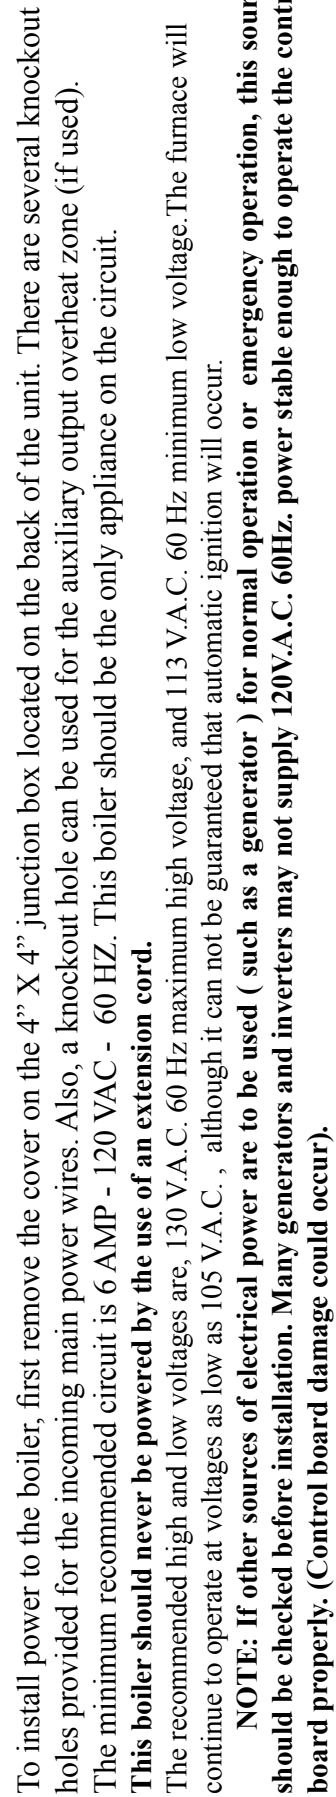 To install power to the boiler, first remove the cover on the 4” X 4” junction box located on the back of the unit. There are several knockout
holes provided for the incoming main power wires. Also, a knockout hole can be used for the auxiliary output overheat zone (if used).
The minimum recommended circuit is 6 AMP - 120 VAC - 60 HZ. This boiler should be the only appliance on the circuit.
This boiler should never be powered by the use of an extension cord.
The recommended high and low voltages are, 130 V.A.C. 60 Hz maximum high voltage, and 113 V.A.C. 60 Hz minimum low voltage.The furnace will
continue to operate at voltages as low as 105 V.A.C. , although it can not be guaranteed that automatic ignition will occur.
NOTE: If other sources of electrical power are to be used ( such as a generator ) for normal operation or emergency operation, this
should be checked before installation. Many generators and inverters may not supply 120V.A.C. 60Hz. power stable enough to operate the
board properly. (Control board damage could occur).